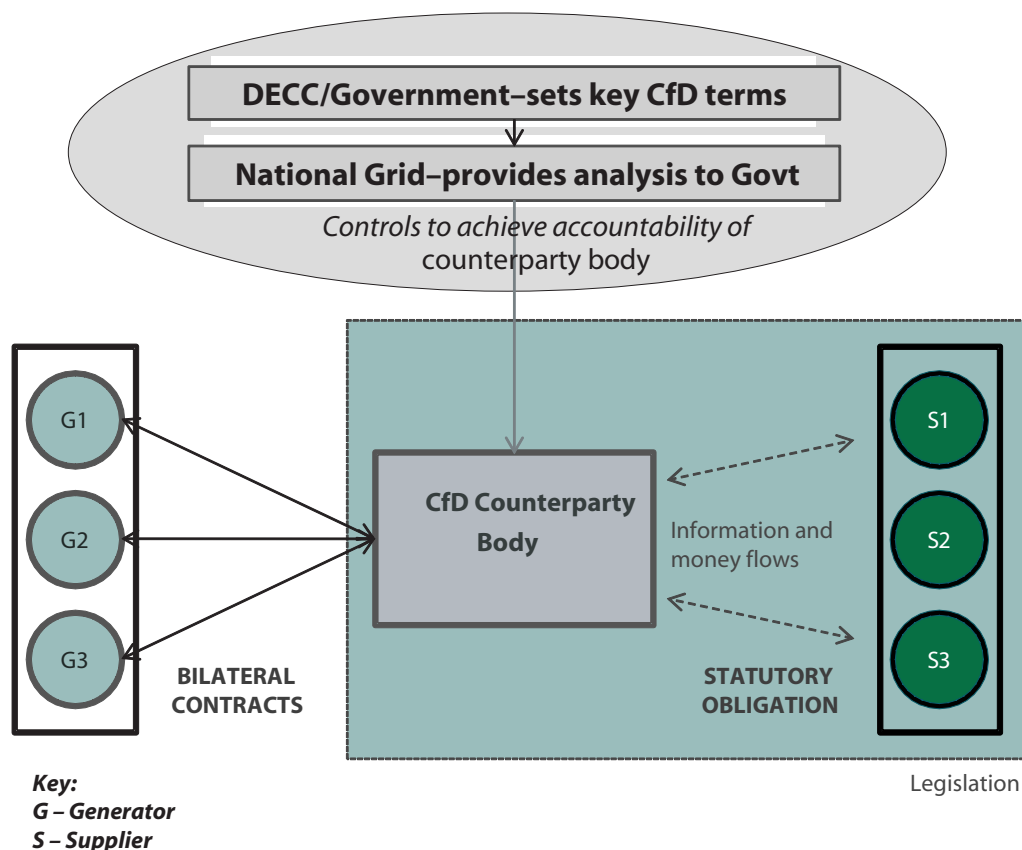 DECC/Government–sets key CfD terms
National Grid–provides analysis to Govt
Controls to achieve accountability of
counterparty body
G1
G2
G3
BILATERAL
CONTRACTS
CfD Counterparty
Body
Information and
money flows
STATUTORY
OBLIGATION
S1
S2
S3
Legislation
Key:
G – Generator
S – Supplier